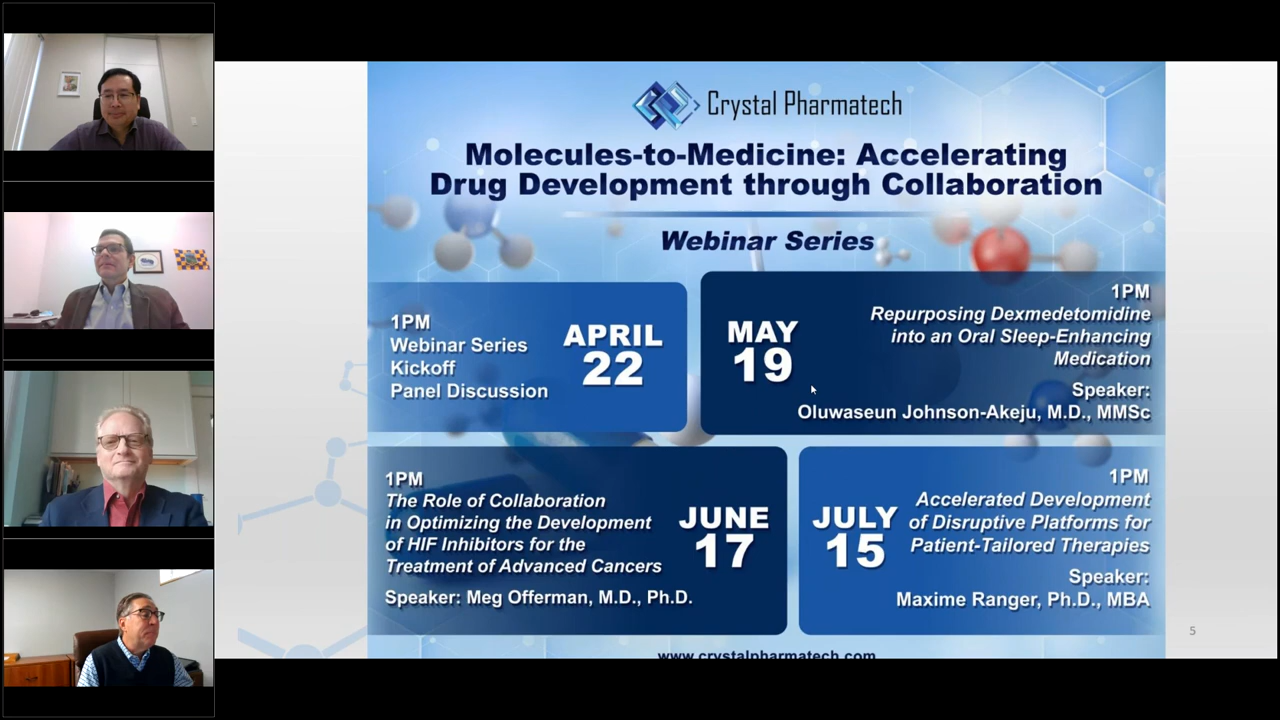 Crystal Pharmatech
Molecules-to-Medicine: Accelerating
Drug Development through Collaboration
Webinar Series
1PM
Webinar Series
Kickoff
Panel Discussion
APRIL
22
MAY
19
1PM
Repurposing Dexmedetomidine
into an Oral Sleep-Enhancing
Medication
Speaker:
Oluwaseun Johnson-Akeju, M.D., MMSc
1PM
The Role of Collaboration
in Optimizing the Development
of HIF Inhibitors for the
Treatment of Advanced Cancers
Speaker: Meg Offerman, M.D., Ph.D.
JUNE
17
JULY
15
1PM
Accelerated Development
of Disruptive Platforms for
Patient-Tailored Therapies
Speaker:
Maxime Ranger, Ph.D., MBA
www.crystalpharmatech.com
5